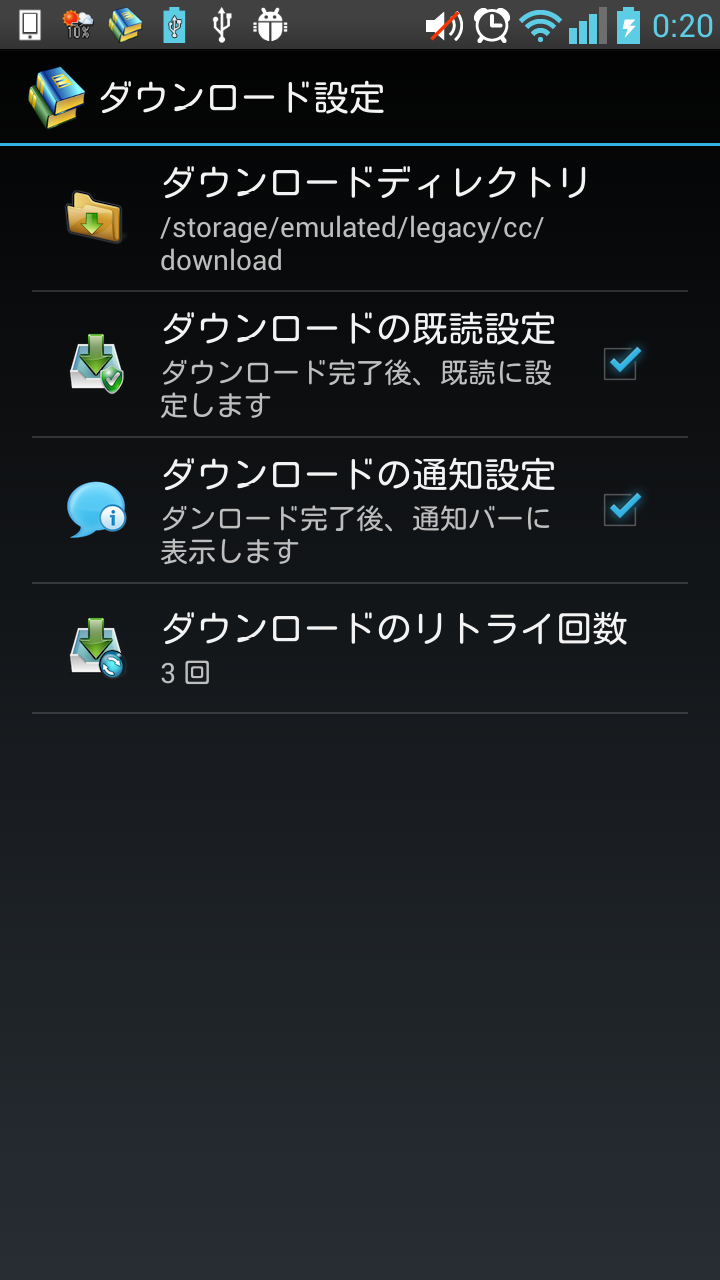 10%
0:20
ダウンロード設定
ダウンロードディレクトリ
/storage/emulated/legacy/cc/
download
ダウンロードの既読設定
ダウンロード完了後、既読に設
定します
ダウンロードの通知設定
ダンロード完了後、通知バーに
表示します
ダウンロードのリトライ回数
3 回